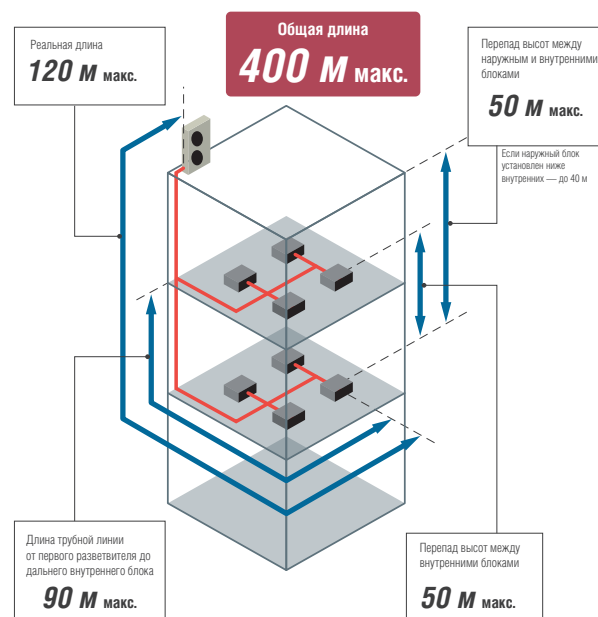 Общая длина
400 м макс.
Реальная длина
120 м макс.
Перепад высот между
наружным и внутренними
блоками
50 м макс.
Если наружный блок
установлен ниже
внутренних — до 40 м
Длина трубной линии
от первого разветвителя до
дальнего внутреннего блока
90 м макс.
Перепад высот между
внутренними блоками
50 м макс.